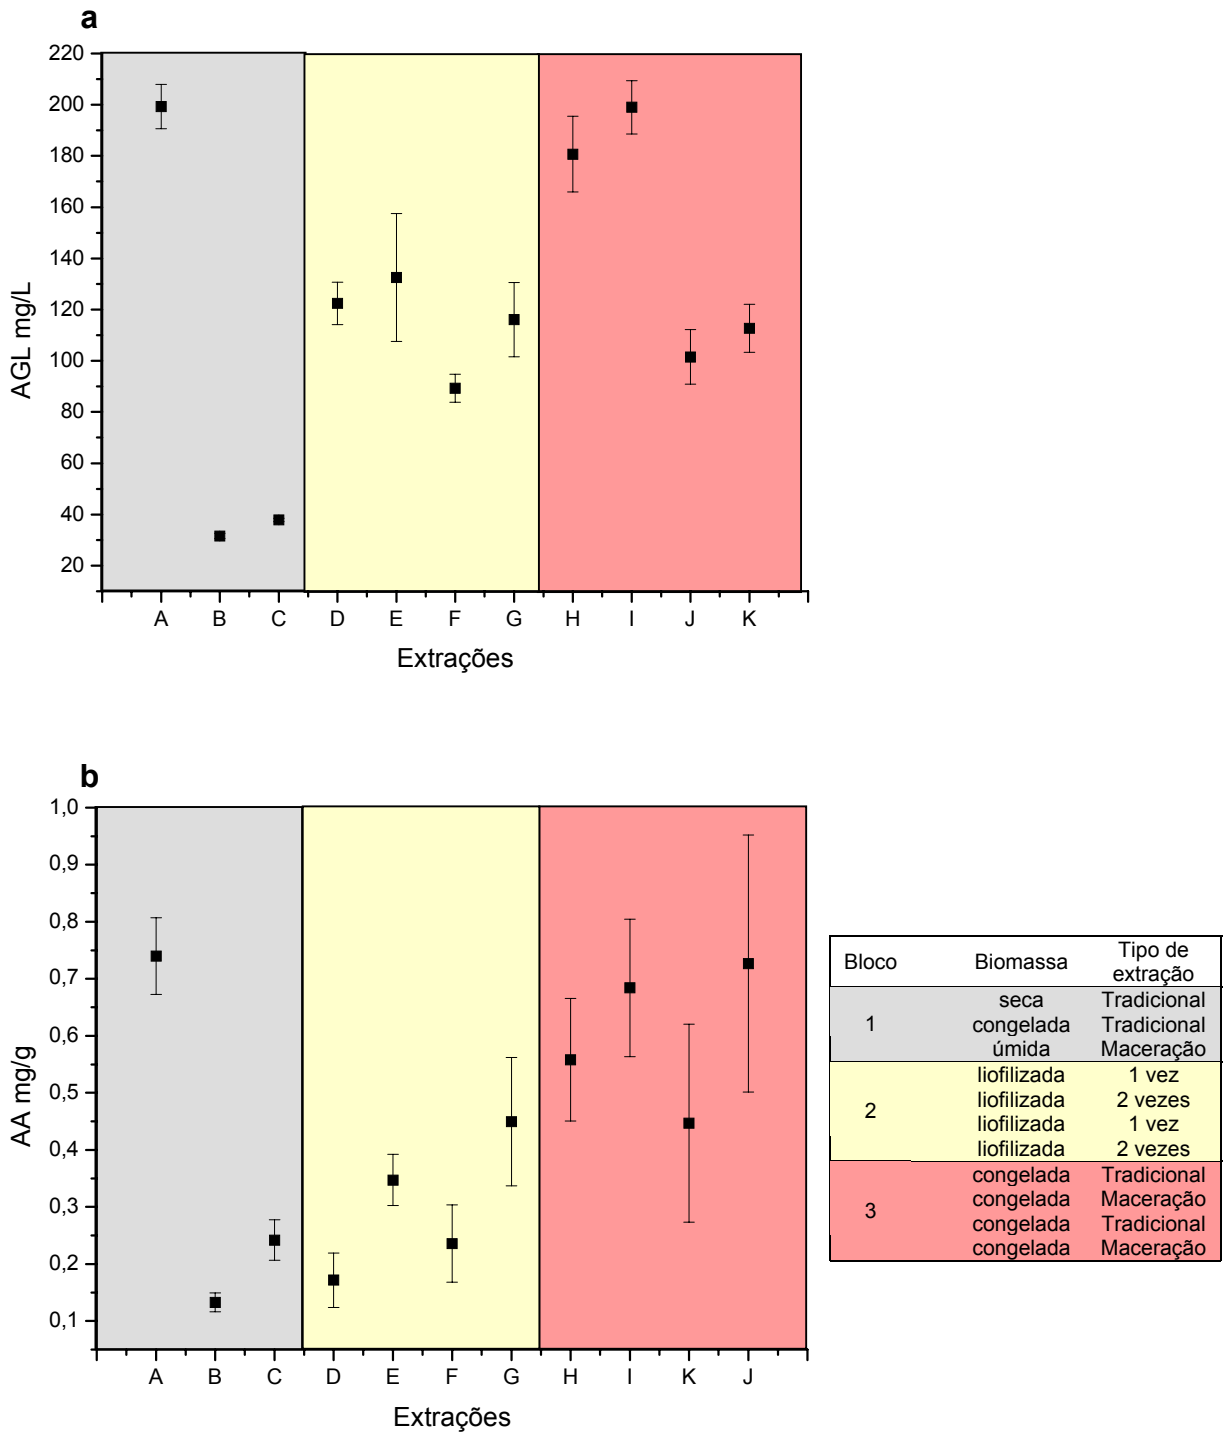 a
220
200
180
160
140
120
100
80
60
40
20
AGL mg/L
A B C D E F G H I J K
Extrações
b
1,0
0,9
0,8
0,7
0,6
0,5
0,4
0,3
0,2
0,1
AA mg/g
A B C D E F G H I K J
Extrações
Bloco Biomassa Tipo de
extração
seca Tradicional
1 congelada Tradicional
úmida Maceração
liofilizada 1 vez
2 liofilizada 2 vezes
liofilizada 1 vez
liofilizada 2 vezes
congelada Tradicional
3 congelada Maceração
congelada Tradicional
congelada Maceração